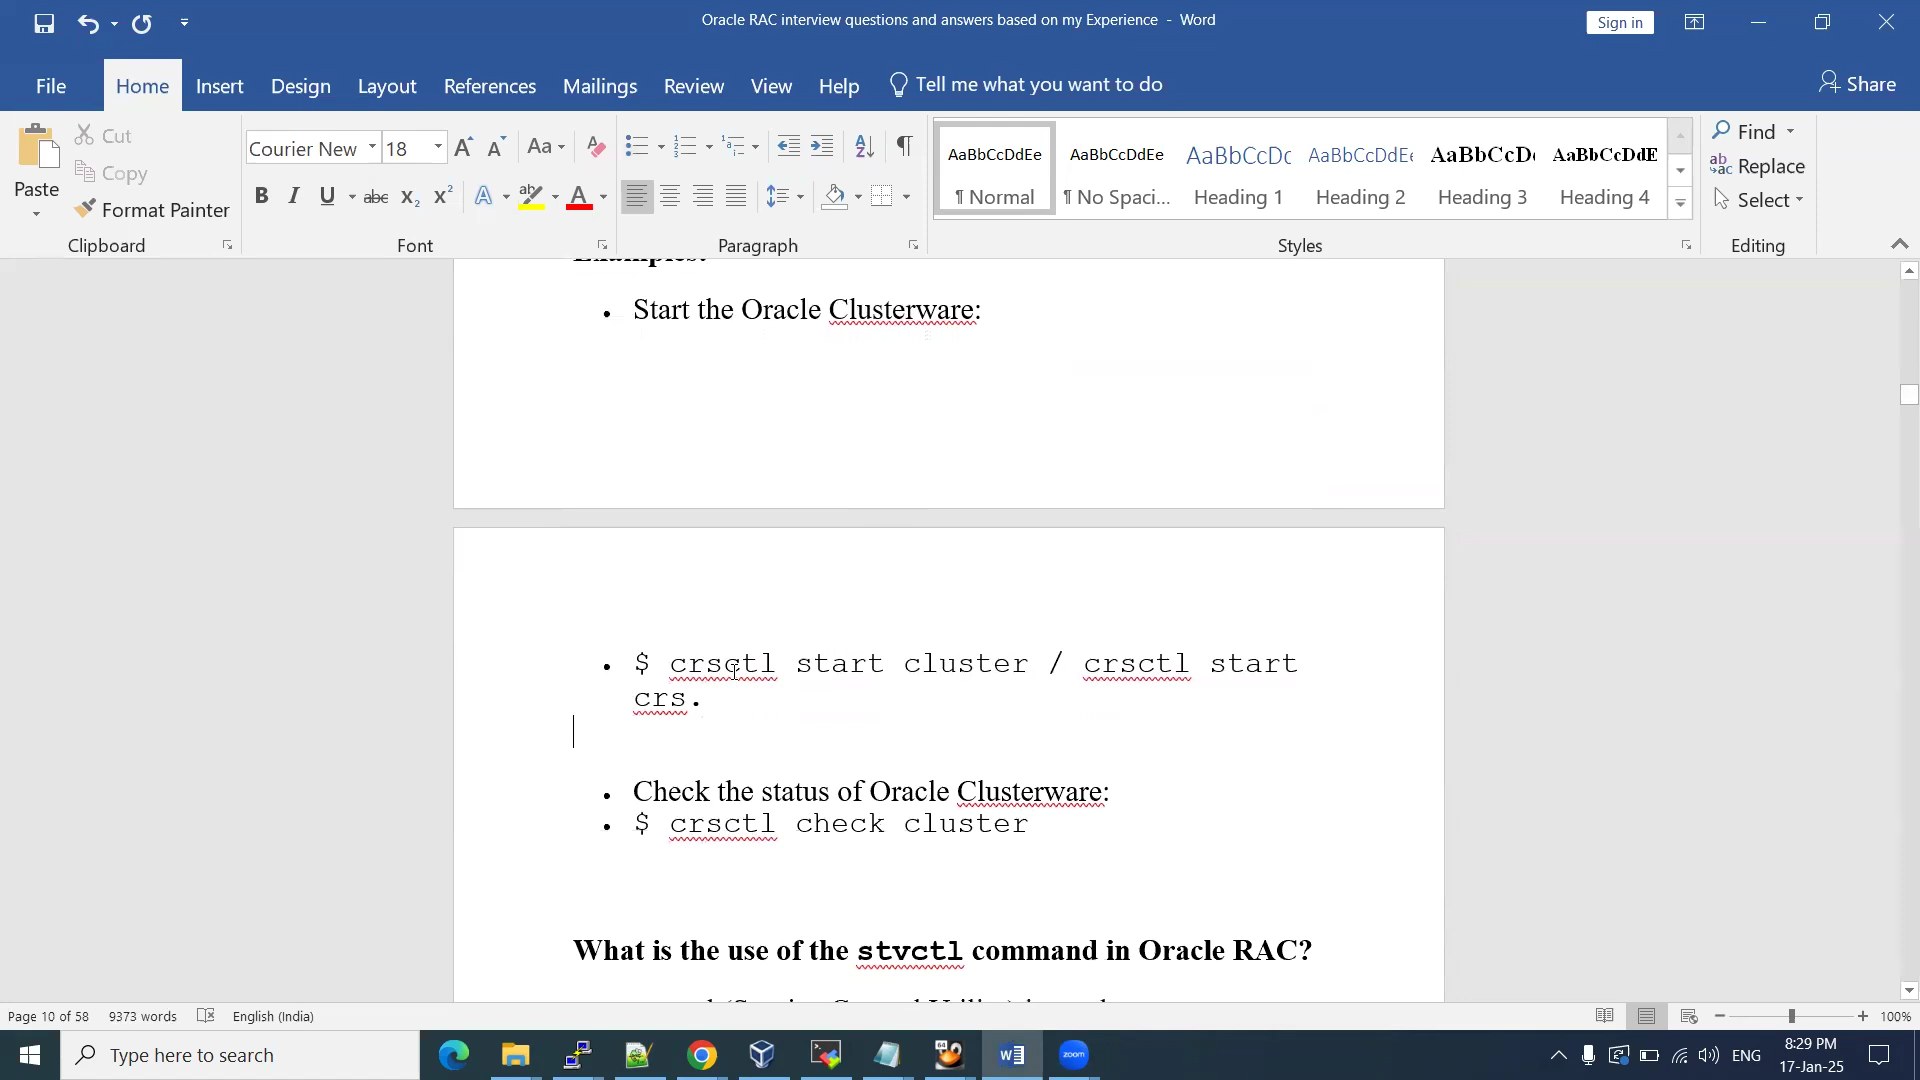 Oracle RAC interview questions and answers based on my Experience - Word
Sign in
File Home Insert Design Layout References Mailings Review View Help Tell me what you want to do
Share
Paste
Cut
Copy
Format Painter
Clipboard
Courier New 18
Font
Paragraph
AaBbCcDdEe AaBbCcDdEe AaBbCcDc AaBbCcDdEe AaBbCcDc AaBbCcDdE
¶ Normal ¶ No Spaci... Heading 1 Heading 2 Heading 3 Heading 4
Styles
Find
Replace
Select
Editing
Examples:
• Start the Oracle Clusterware:
• $ crsctl start cluster / crsctl start
crs.
• Check the status of Oracle Clusterware:
• $ crsctl check cluster
What is the use of the stvctl command in Oracle RAC?
Page 10 of 58 9373 words English (India)
100%
Type here to search
zoom
ENG
8:29 PM
17-Jan-25